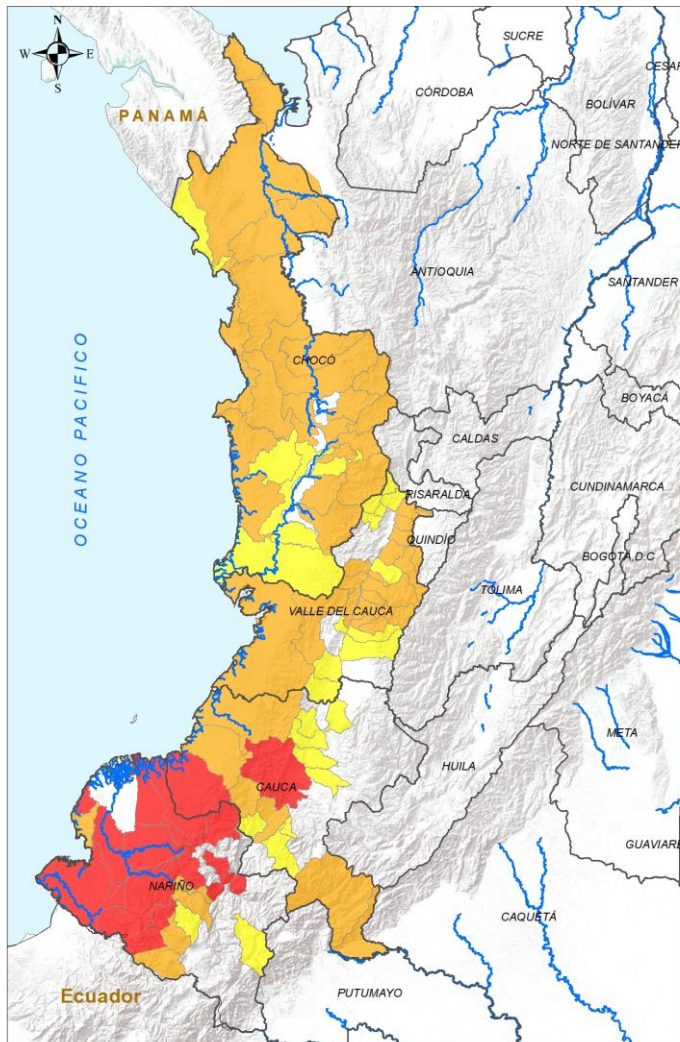 N
W E
S
SUCRE
CESAR
CÓRDOBA
BOLÍVAR
PANAMÁ
NORTE DE SANTANDER
ANTIOQUIA
SANTANDER
CHOCÓ
BOYACÁ
CALDAS
OCEANO PACIFICO
CUNDINAMARCA
RISARALDA
QUINDÍO
BOGOTÁ, D.C
TOLIMA
VALLE DEL CAUCA
META
HUILA
CAUCA
GUAVIARE
NARIÑO
CAQUETÁ
Ecuador
PUTUMAYO